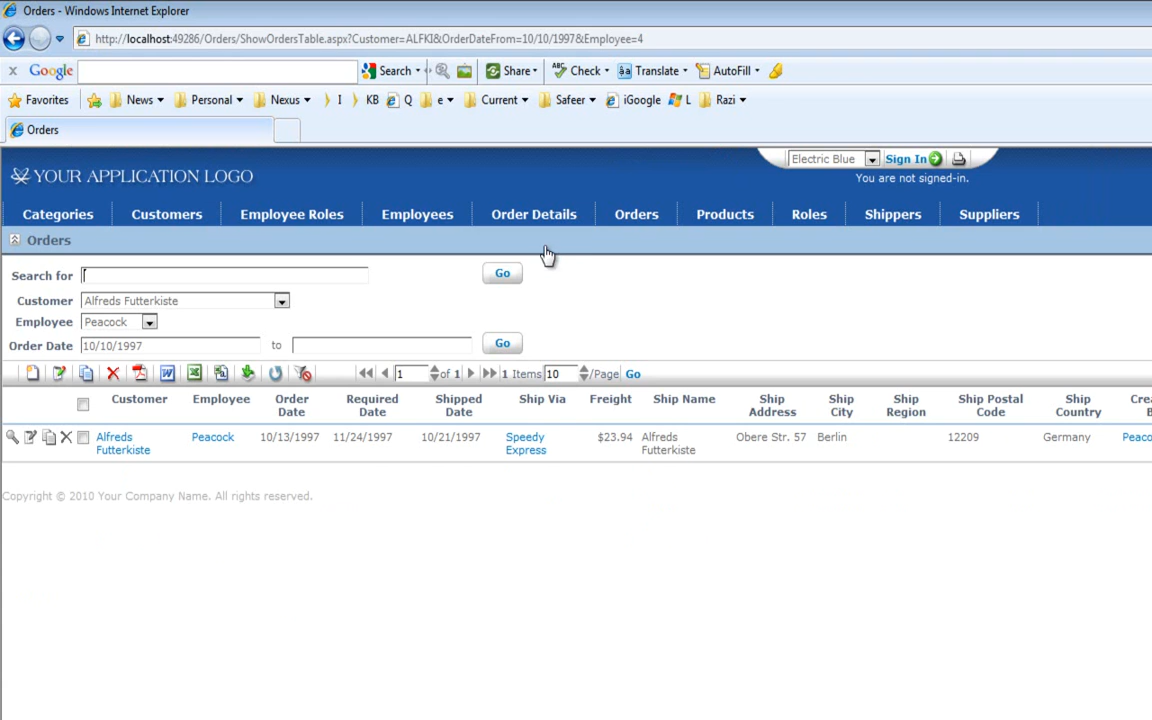 Orders - Windows Internet Explorer
http://localhost:49286/Orders/ShowOrdersTable.aspx?Customer=ALFKI&OrderDateFrom=10/10/1997&Employee=4
x Google Search Share Check Translate AutoFill
Favorites News Personal Nexus I KB Q e Current Safeer iGoogle L Razi
Orders
Electric Blue Sign In
YOUR APPLICATION LOGO You are not signed-in.
Categories Customers Employee Roles Employees Order Details Orders Products Roles Shippers Suppliers
Orders
Search for Go
Customer Alfreds Futterkiste
Employee Peacock
Order Date 10/10/1997 to Go
1 of 1 1 Items 10 /Page Go
Customer Employee Order Date Required Date Shipped Date Ship Via Freight Ship Name Ship Address Ship City Ship Region Ship Postal Code Ship Country
Alfreds Futterkiste Peacock 10/13/1997 11/24/1997 10/21/1997 Speedy Express $23.94 Alfreds Futterkiste Obere Str. 57 Berlin 12209 Germany Peaco
Copyright © 2010 Your Company Name. All rights reserved.